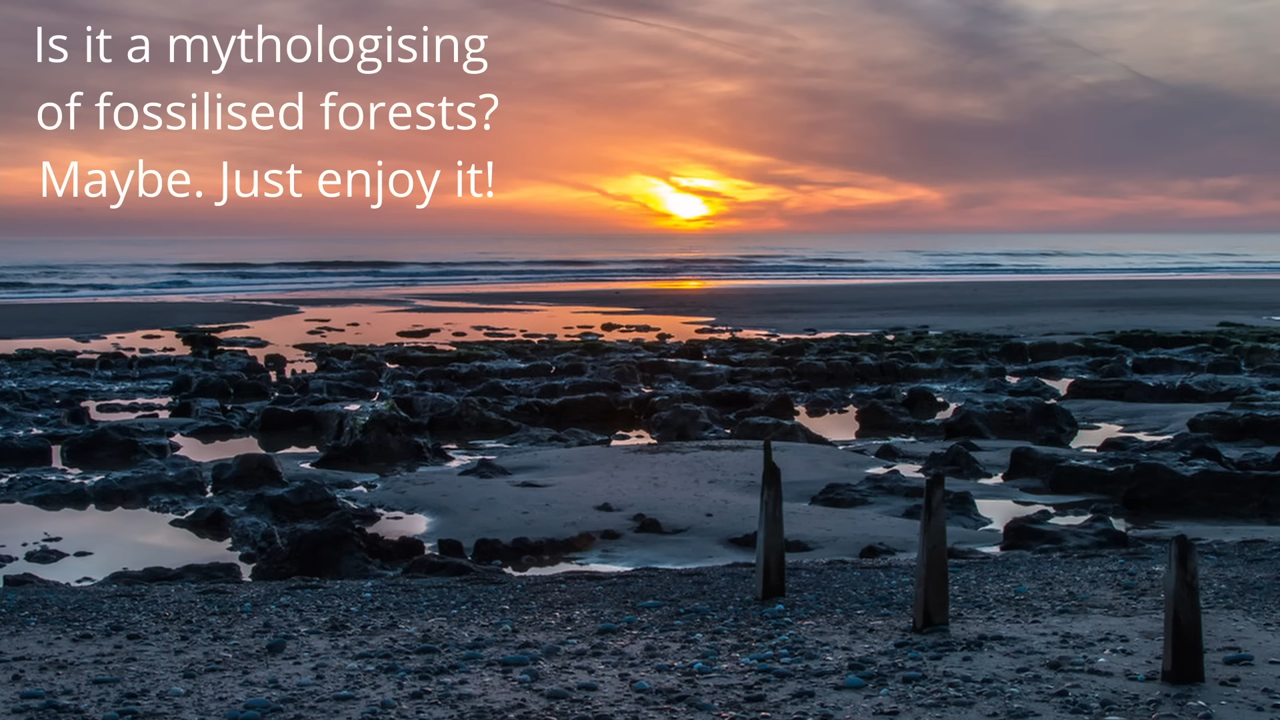 Is it a mythologising
of fossilised forests?
Maybe. Just enjoy it!